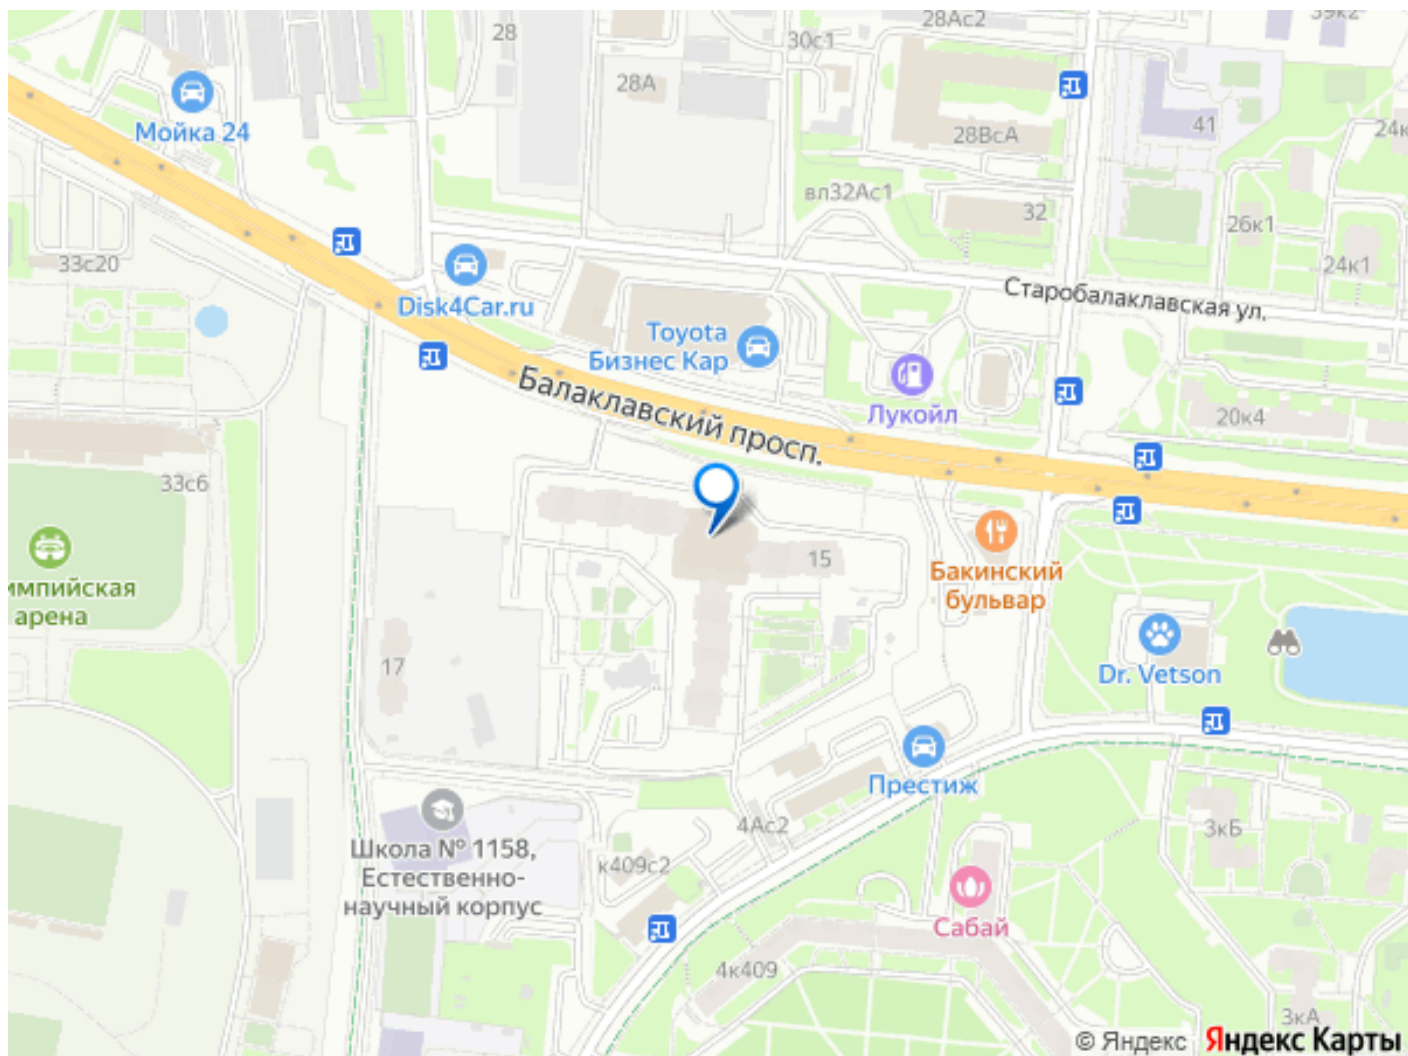 28
28Ас2
39к2
30с1
28А
Мойка 24
28ВсА
41
24к
вл32Ас1
32
26к1
24к1
33с20
Disk4Car.ru
Старобалаклавская ул.
Toyota
Бизнес Кар
Лукойл
20к4
Балаклавский просп.
33с6
15
Бакинский
бульвар
импийская
арена
17
Dr. Vetson
Престиж
4Ас2
3кБ
Школа № 1158,
Естественно-
научный корпус
к409с2
Сабай
4к409
3кА
© Яндекс Яндекс Карты